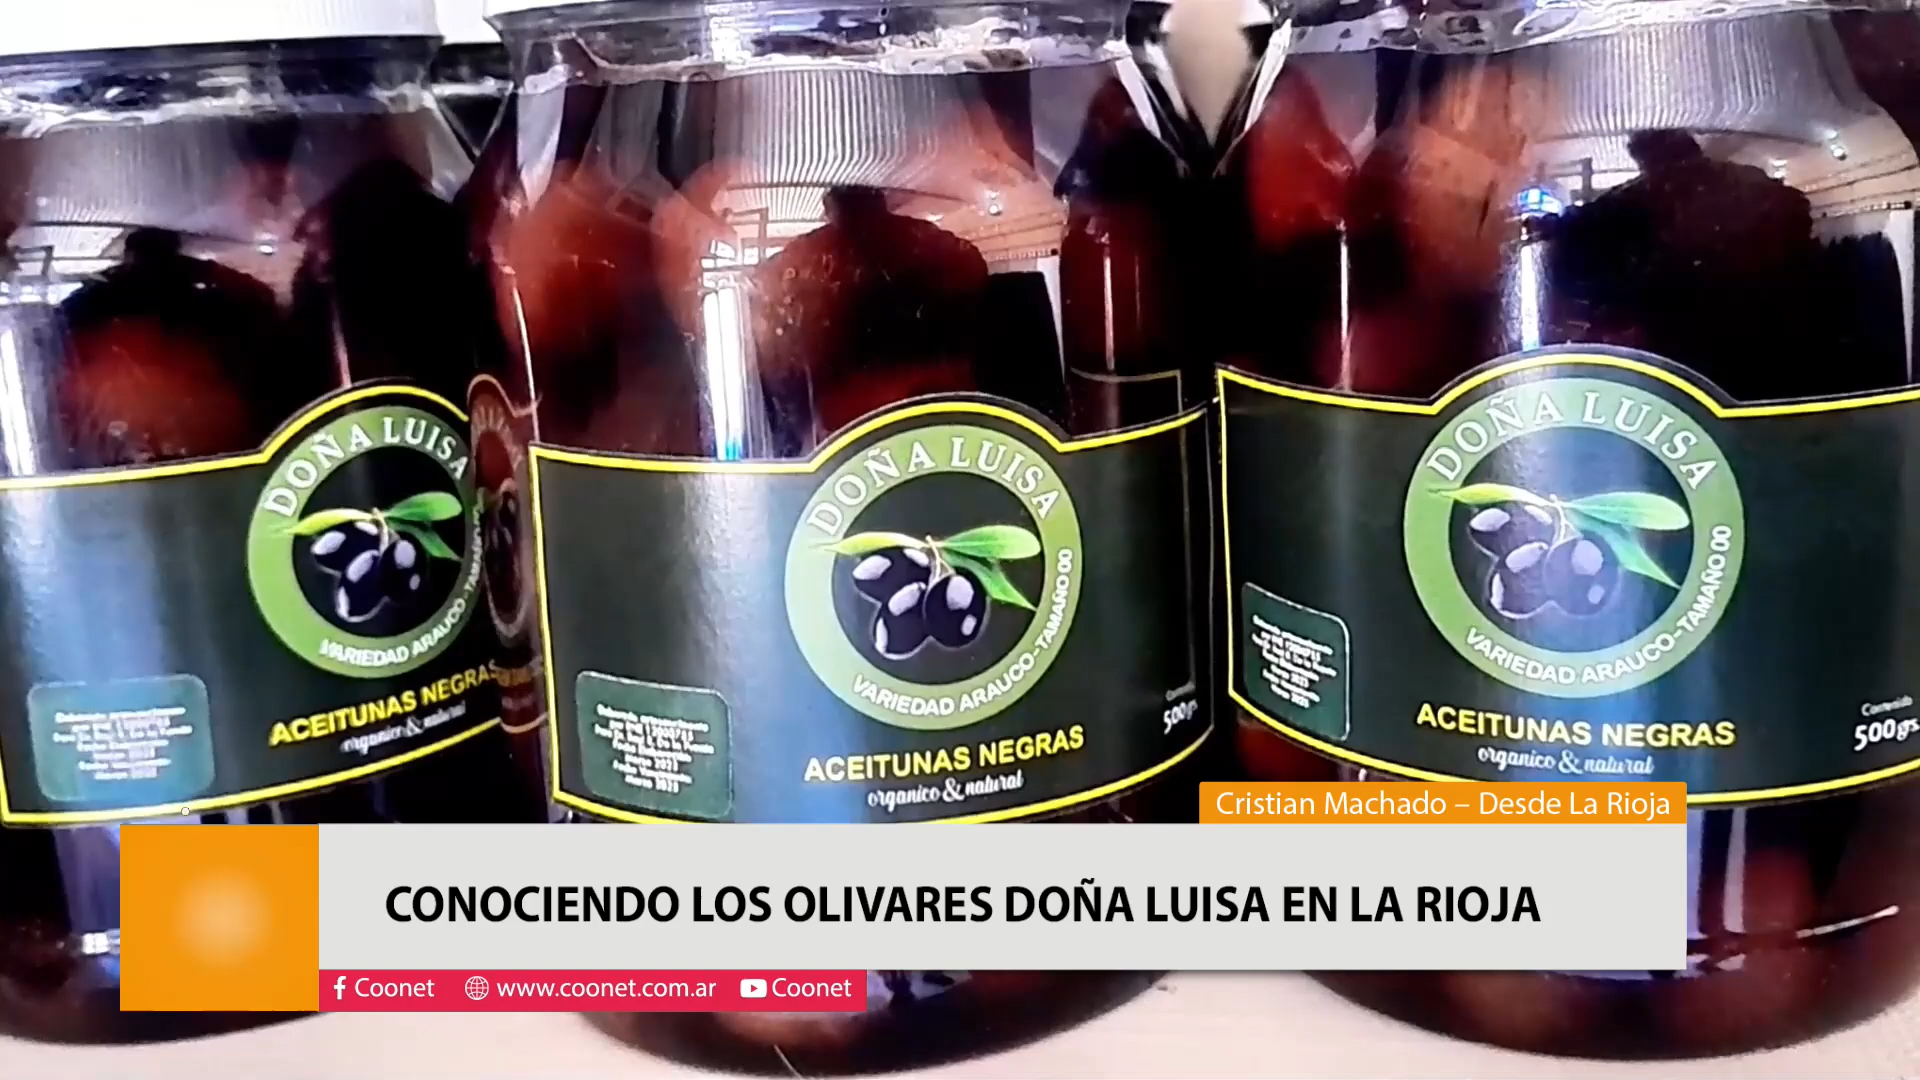 DOÑA LUISA
VARIEDAD ARAUCO-TAMAÑO
ACEITUNAS NEGRAS
organico & natural
DOÑA LUISA
VARIEDAD ARAUCO-TAMAÑO 00
ACEITUNAS NEGRAS
organico & natural
500grs
DOÑA LUISA
VARIEDAD ARAUCO-TAMAÑO 00
ACEITUNAS NEGRAS
organico & natural
Contenido
500grs.
Cristian Machado – Desde La Rioja
CONOCIENDO LOS OLIVARES DOÑA LUISA EN LA RIOJA
Coonet www.coonet.com.ar Coonet